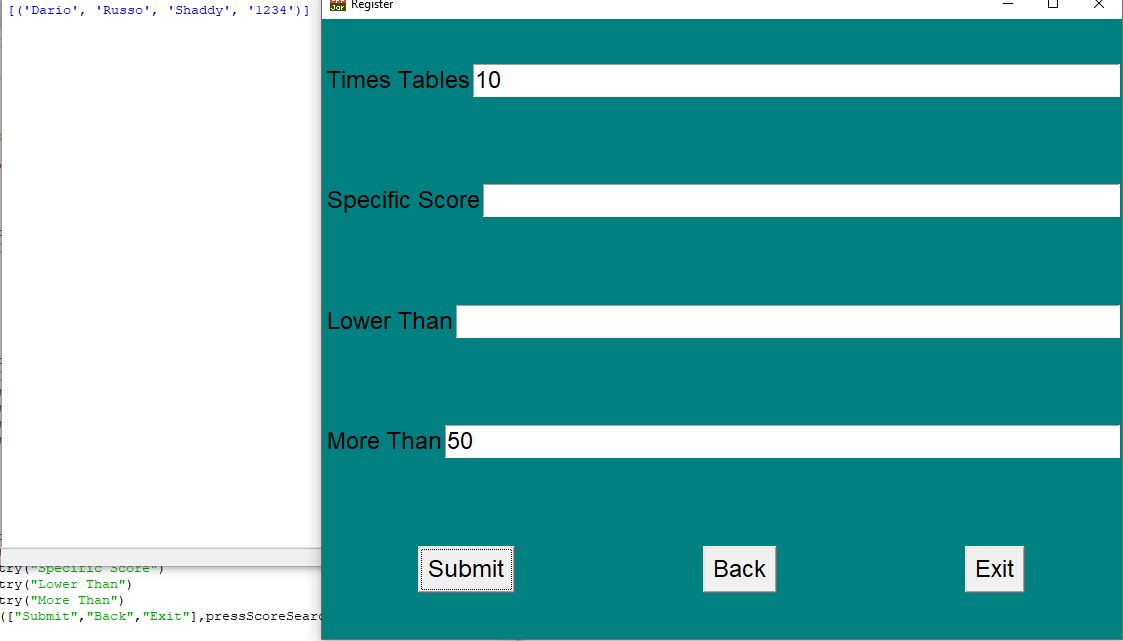 [('Dario', 'Russo', 'Shaddy', '1234')]
Register
Times Tables 10
Specific Score
Lower Than
More Than 50
Submit Back Exit
try("Specific Score")
try("Lower Than")
try("More Than")
(["Submit","Back","Exit"],pressScoreSear